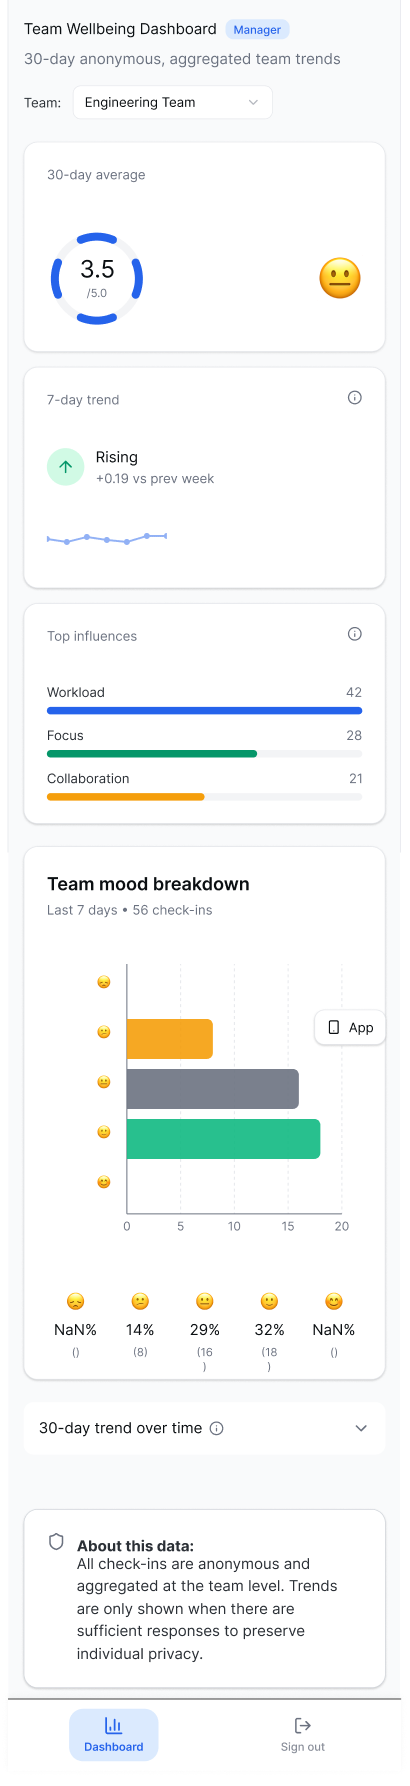 Team Wellbeing Dashboard Manager
30-day anonymous, aggregated team trends
Team: Engineering Team
30-day average
3.5
/5.0
7-day trend
Rising
+0.19 vs prev week
Top influences
Workload 42
Focus 28
Collaboration 21
Team mood breakdown
Last 7 days • 56 check-ins
App
0 5 10 15 20
NaN% 14% 29% 32% NaN%
() (8) (16 (18 ()
) )
30-day trend over time
About this data:
All check-ins are anonymous and
aggregated at the team level. Trends
are only shown when there are
sufficient responses to preserve
individual privacy.
Dashboard Sign out